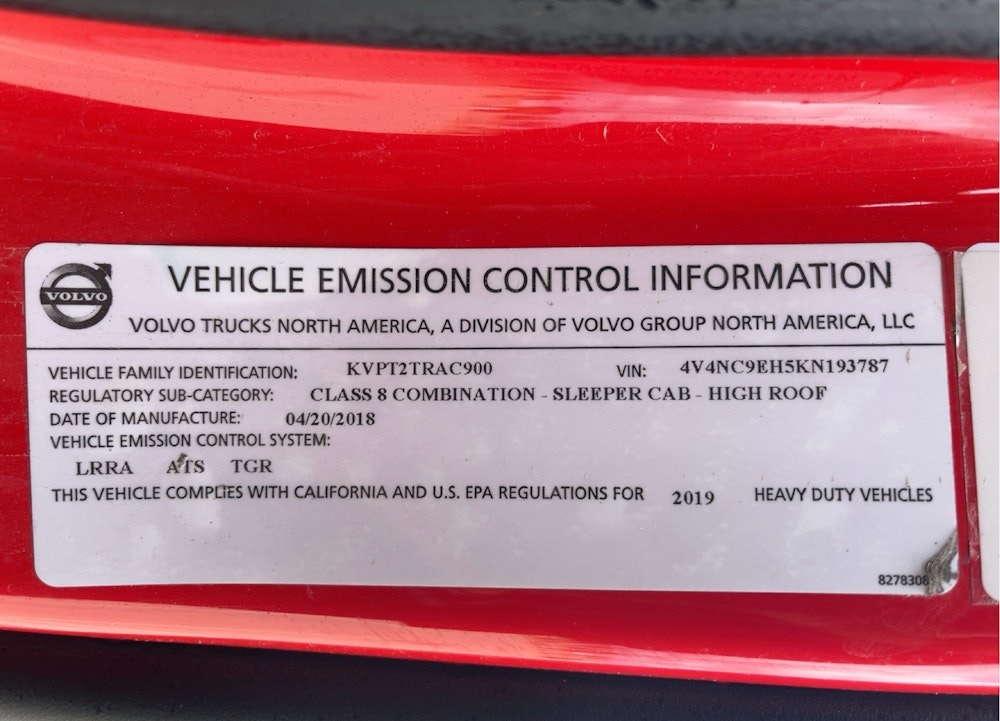 VOLVO
VEHICLE EMISSION CONTROL INFORMATION
VOLVO TRUCKS NORTH AMERICA, A DIVISION OF VOLVO GROUP NORTH AMERICA, LLC
VEHICLE FAMILY IDENTIFICATION: KVPT2TRAC900 VIN: 4V4NC9EH5KN193787
REGULATORY SUB-CATEGORY: CLASS 8 COMBINATION - SLEEPER CAB - HIGH ROOF
DATE OF MANUFACTURE: 04/20/2018
VEHICLE EMISSION CONTROL SYSTEM:
LRRA ATS TGR
THIS VEHICLE COMPLIES WITH CALIFORNIA AND U.S. EPA REGULATIONS FOR 2019 HEAVY DUTY VEHICLES